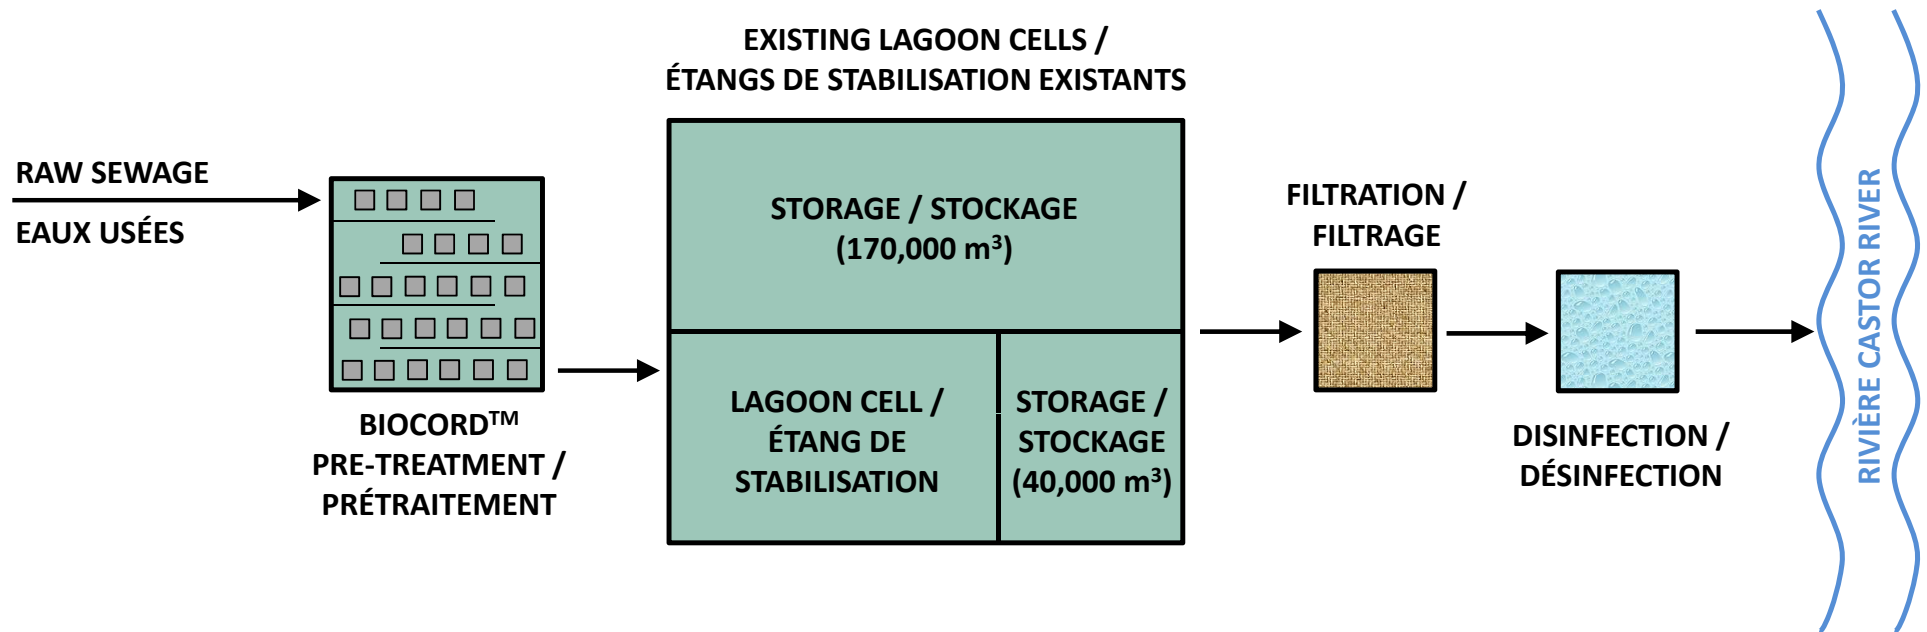 EXISTING LAGOON CELLS /
ÉTANGS DE STABILISATION EXISTANTS
RAW SEWAGE
EAUX USÉES
BIOCORD™
PRE-TREATMENT /
PRÉTRAITEMENT
STORAGE / STOCKAGE
(170,000 m³)
LAGOON CELL /
ÉTANG DE
STABILISATION
STORAGE /
STOCKAGE
(40,000 m³)
FILTRATION /
FILTRAGE
DISINFECTION /
DÉSINFECTION
RIVIÈRE CASTOR RIVER